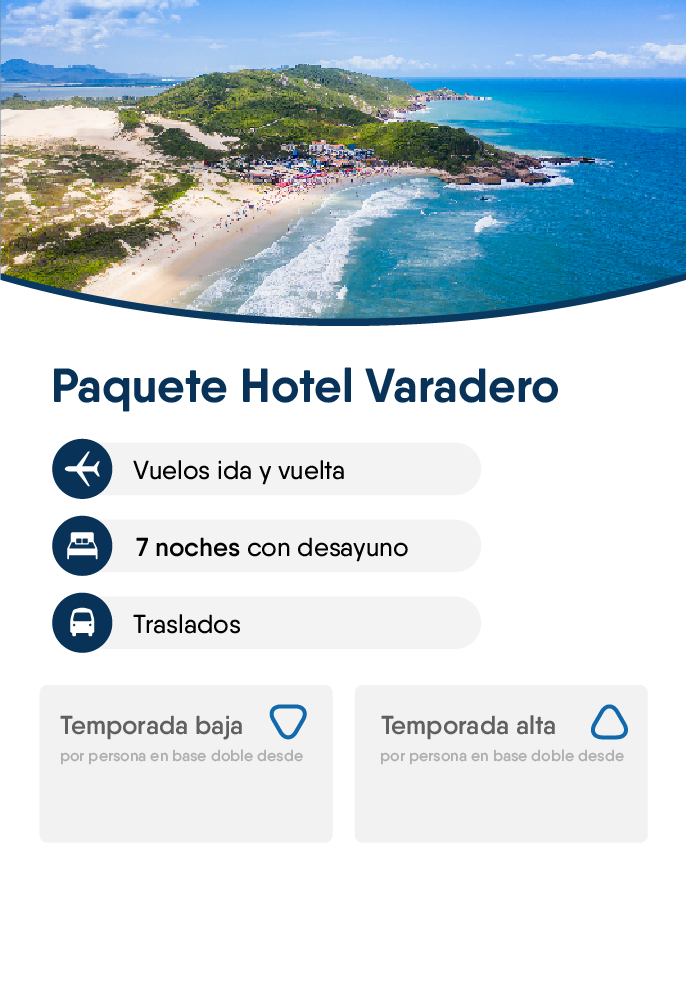 Paquete Hotel Varadero
Vuelos ida y vuelta
7 noches con desayuno
Traslados
Temporada baja
por persona en base doble desde
Temporada alta
por persona en base doble desde